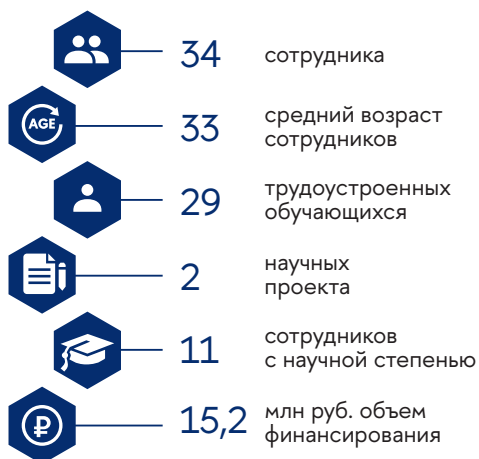 34 сотрудника
AGE 33 средний возраст
сотрудников
29 трудоустроенных
обучающихся
2 научных
проекта
11 сотрудников
с научной степенью
₽ 15,2 млн руб. объем
финансирования